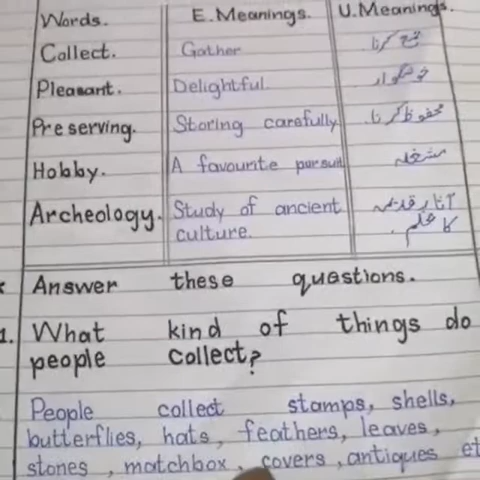 Words. E.Meanings. U.Meanings.
Collect. Gather جمع کرنا
Pleasant. Delightful. خوشگوار
Preserving. Storing carefully محفوظ کرنا
Hobby. A favourite pursuit مشغلہ
Archeology. Study of ancient آثار قدیمہ
culture. کا علم
Answer these questions.
1. What kind of things do
people collect?
People collect stamps, shells,
butterflies, hats, feathers, leaves,
stones, matchbox, covers, antiques et